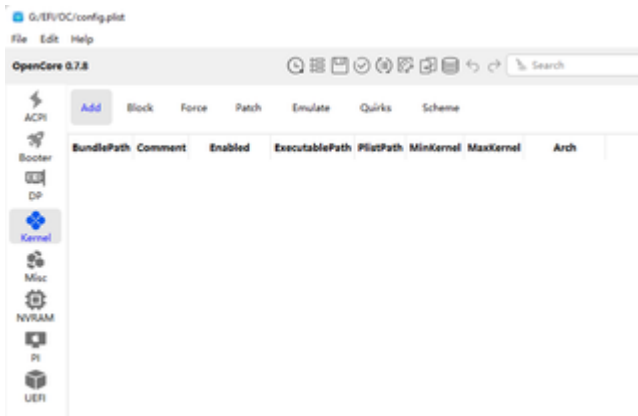 G:/EFI/OC/config.plist
File Edit Help
OpenCore 0.7.8
Search
ACPI
Booter
DP
Kernel
Misc
NVRAM
PI
UEFI
Add Block Force Patch Emulate Quirks Scheme
BundlePath Comment Enabled ExecutablePath PlistPath MinKernel MaxKernel Arch